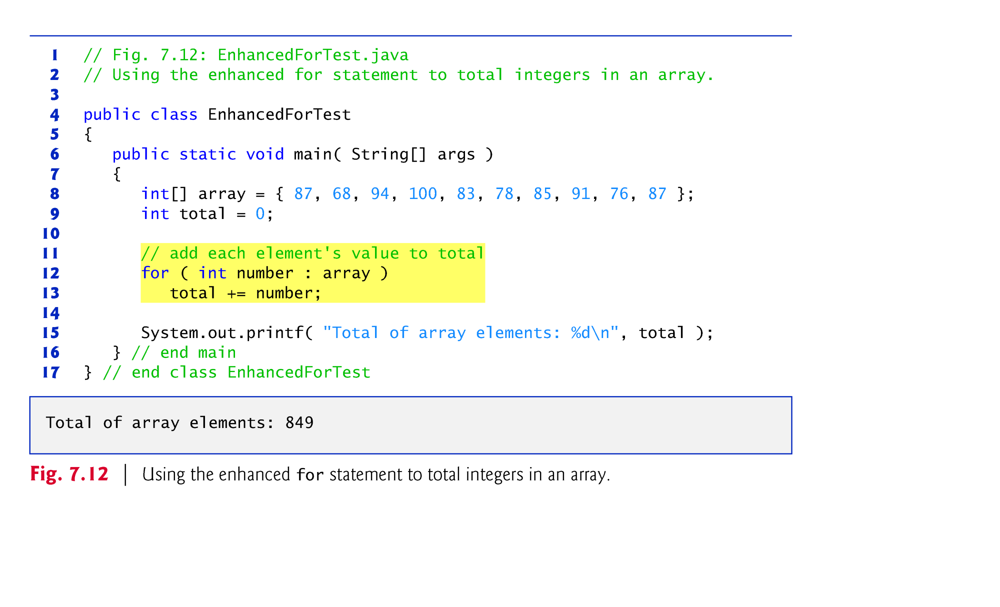 1 // Fig. 7.12: EnhancedForTest.java
2 // Using the enhanced for statement to total integers in an array.
3
4 public class EnhancedForTest
5 {
6    public static void main( String[] args )
7    {
8       int[] array = { 87, 68, 94, 100, 83, 78, 85, 91, 76, 87 };
9       int total = 0;
10
11       // add each element's value to total
12       for ( int number : array )
13          total += number;
14
15       System.out.printf( "Total of array elements: %d\n", total );
16    } // end main
17 } // end class EnhancedForTest
Total of array elements: 849
Fig. 7.12 | Using the enhanced for statement to total integers in an array.